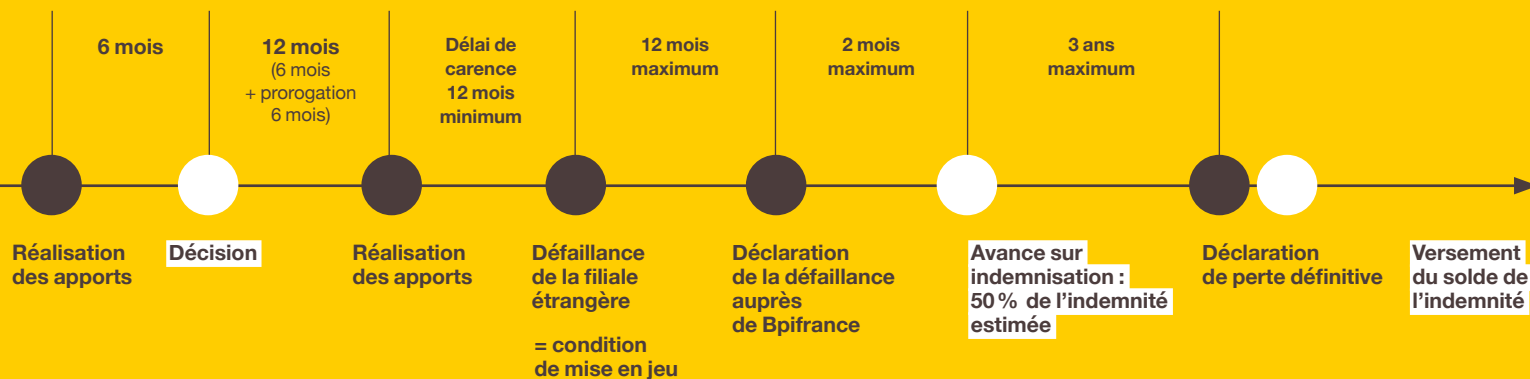 6 mois
12 mois
(6 mois
+ prorogation
6 mois)
Délai de
carence
12 mois
minimum
12 mois
maximum
2 mois
maximum
3 ans
maximum
Réalisation
des apports
Décision
Réalisation
des apports
Défaillance
de la filiale
étrangère
= condition
de mise en jeu
Déclaration
de la défaillance
auprès
de Bpifrance
Avance sur
indemnisation :
50 % de l’indemnité
estimée
Déclaration
de perte définitive
Versement
du solde de
l’indemnité